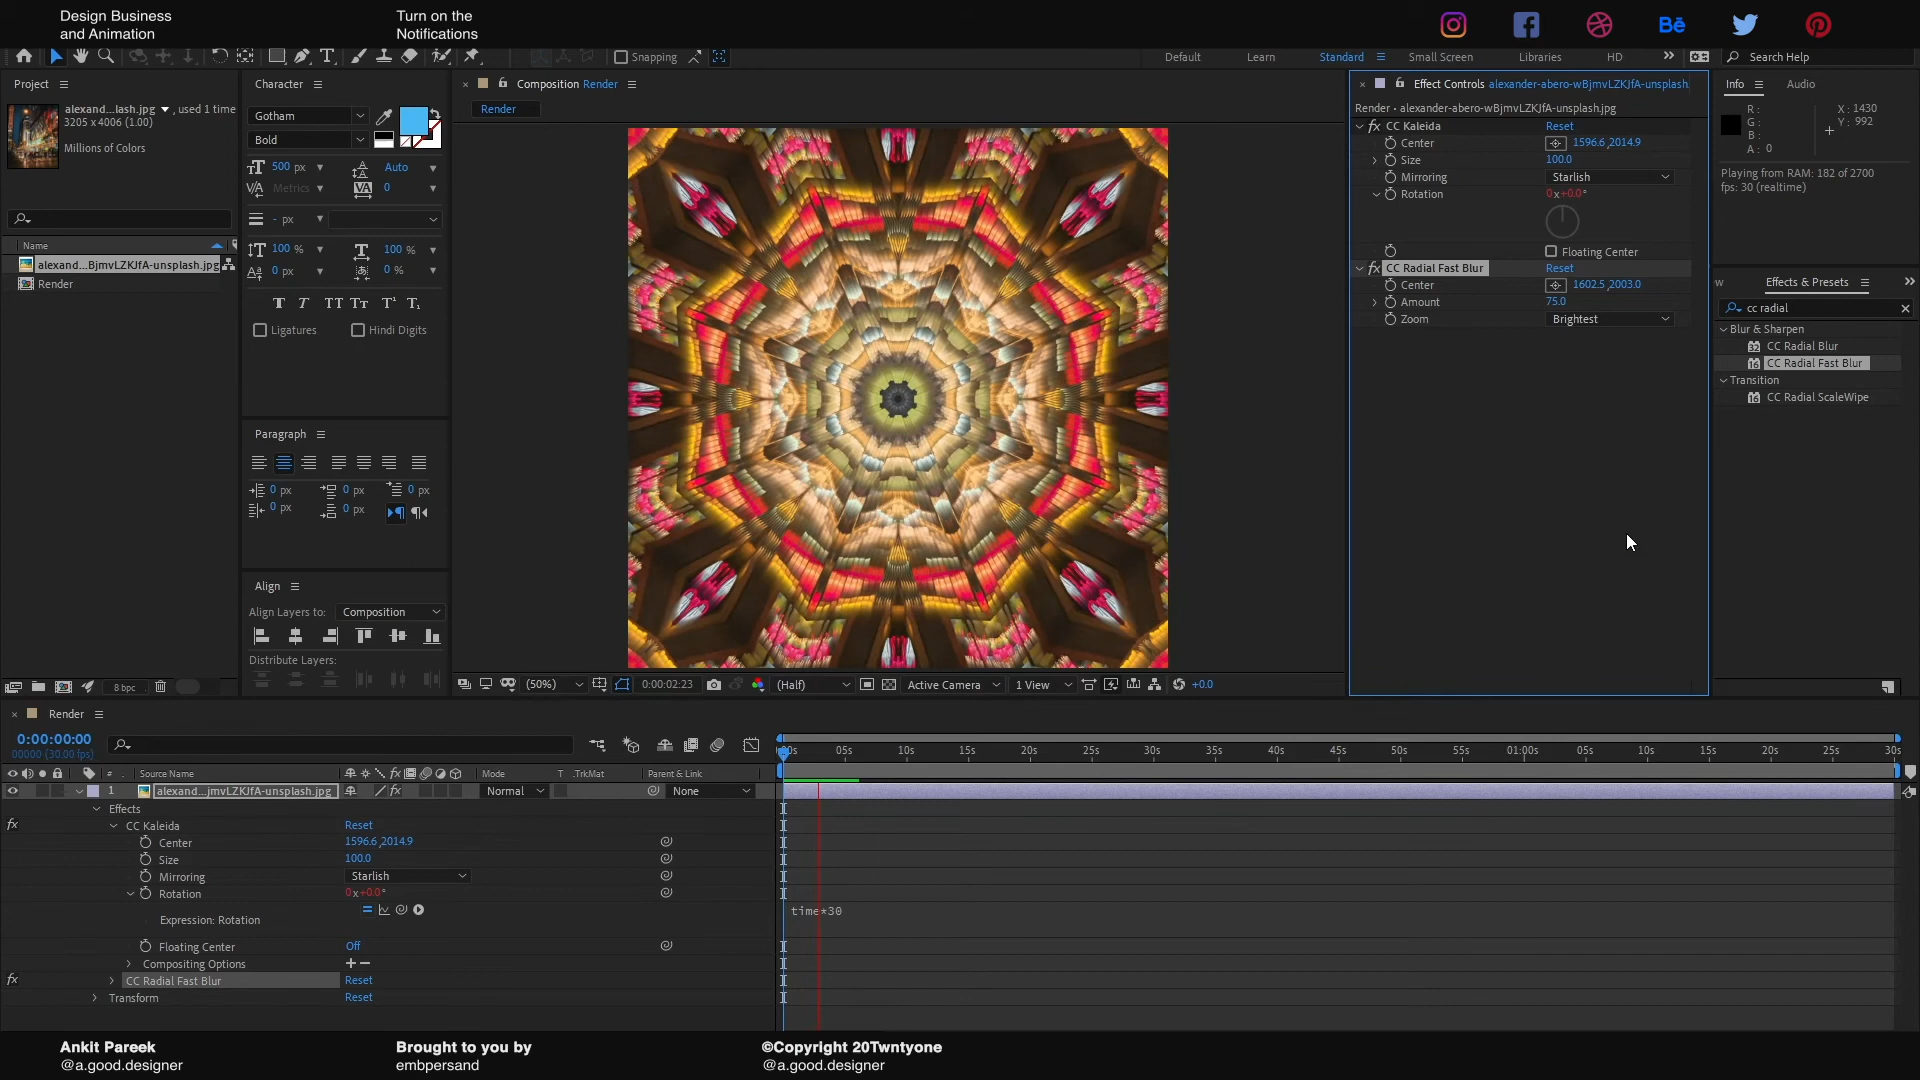 Design Business
and Animation
Turn on the
Notifications
Bē
Snapping
Default
Learn
Standard
Small Screen
Libraries
HD
Search Help
Project
alexand...lash.jpg , used 1 time
3205 x 4006 (1.00)
Millions of Colors
Name
alexand...BjmvLZKJfA-unsplash.jpg
Render
8 bpc
Character
Gotham
Bold
500 px
Auto
Metrics
0
- px
100 %
100 %
0 px
0 %
Ligatures
Hindi Digits
Paragraph
0 px
0 px
0 px
0 px
0 px
Align
Align Layers to:
Composition
Distribute Layers:
Composition Render
Render
(50%)
0:00:02:23
(Half)
Active Camera
1 View
+0.0
Effect Controls alexander-abero-wBjmvLZKJfA-unsplash.
Render • alexander-abero-wBjmvLZKJfA-unsplash.jpg
fx CC Kaleida Reset
Center 1596.6,2014.9
Size 100.0
Mirroring Starlish
Rotation 0x+0.0°
Floating Center
fx CC Radial Fast Blur Reset
Center 1602.5,2003.0
Amount 75.0
Zoom Brightest
Info
Audio
R:
G:
B:
A: 0
X: 1430
Y: 992
Playing from RAM: 182 of 2700
fps: 30 (realtime)
w
Effects & Presets
cc radial
Blur & Sharpen
CC Radial Blur
CC Radial Fast Blur
Transition
CC Radial ScaleWipe
Render
0:00:00:00
00000 (30.00 fps)
# Source Name Mode T .TrkMat Parent & Link
1 alexand...jmvLZKJfA-unsplash.jpg Normal None
Effects
fx CC Kaleida Reset
Center 1596.6,2014.9
Size 100.0
Mirroring Starlish
Rotation 0x+0.0°
Expression: Rotation
time*30
Floating Center Off
Compositing Options + −
fx CC Radial Fast Blur Reset
Transform Reset
05s 10s 15s 20s 25s 30s 35s 40s 45s 50s 55s 01:00s 05s 10s 15s 20s 25s 30s
Ankit Pareek
@a.good.designer
Brought to you by
embpersand
©Copyright 20Twntyone
@a.good.designer